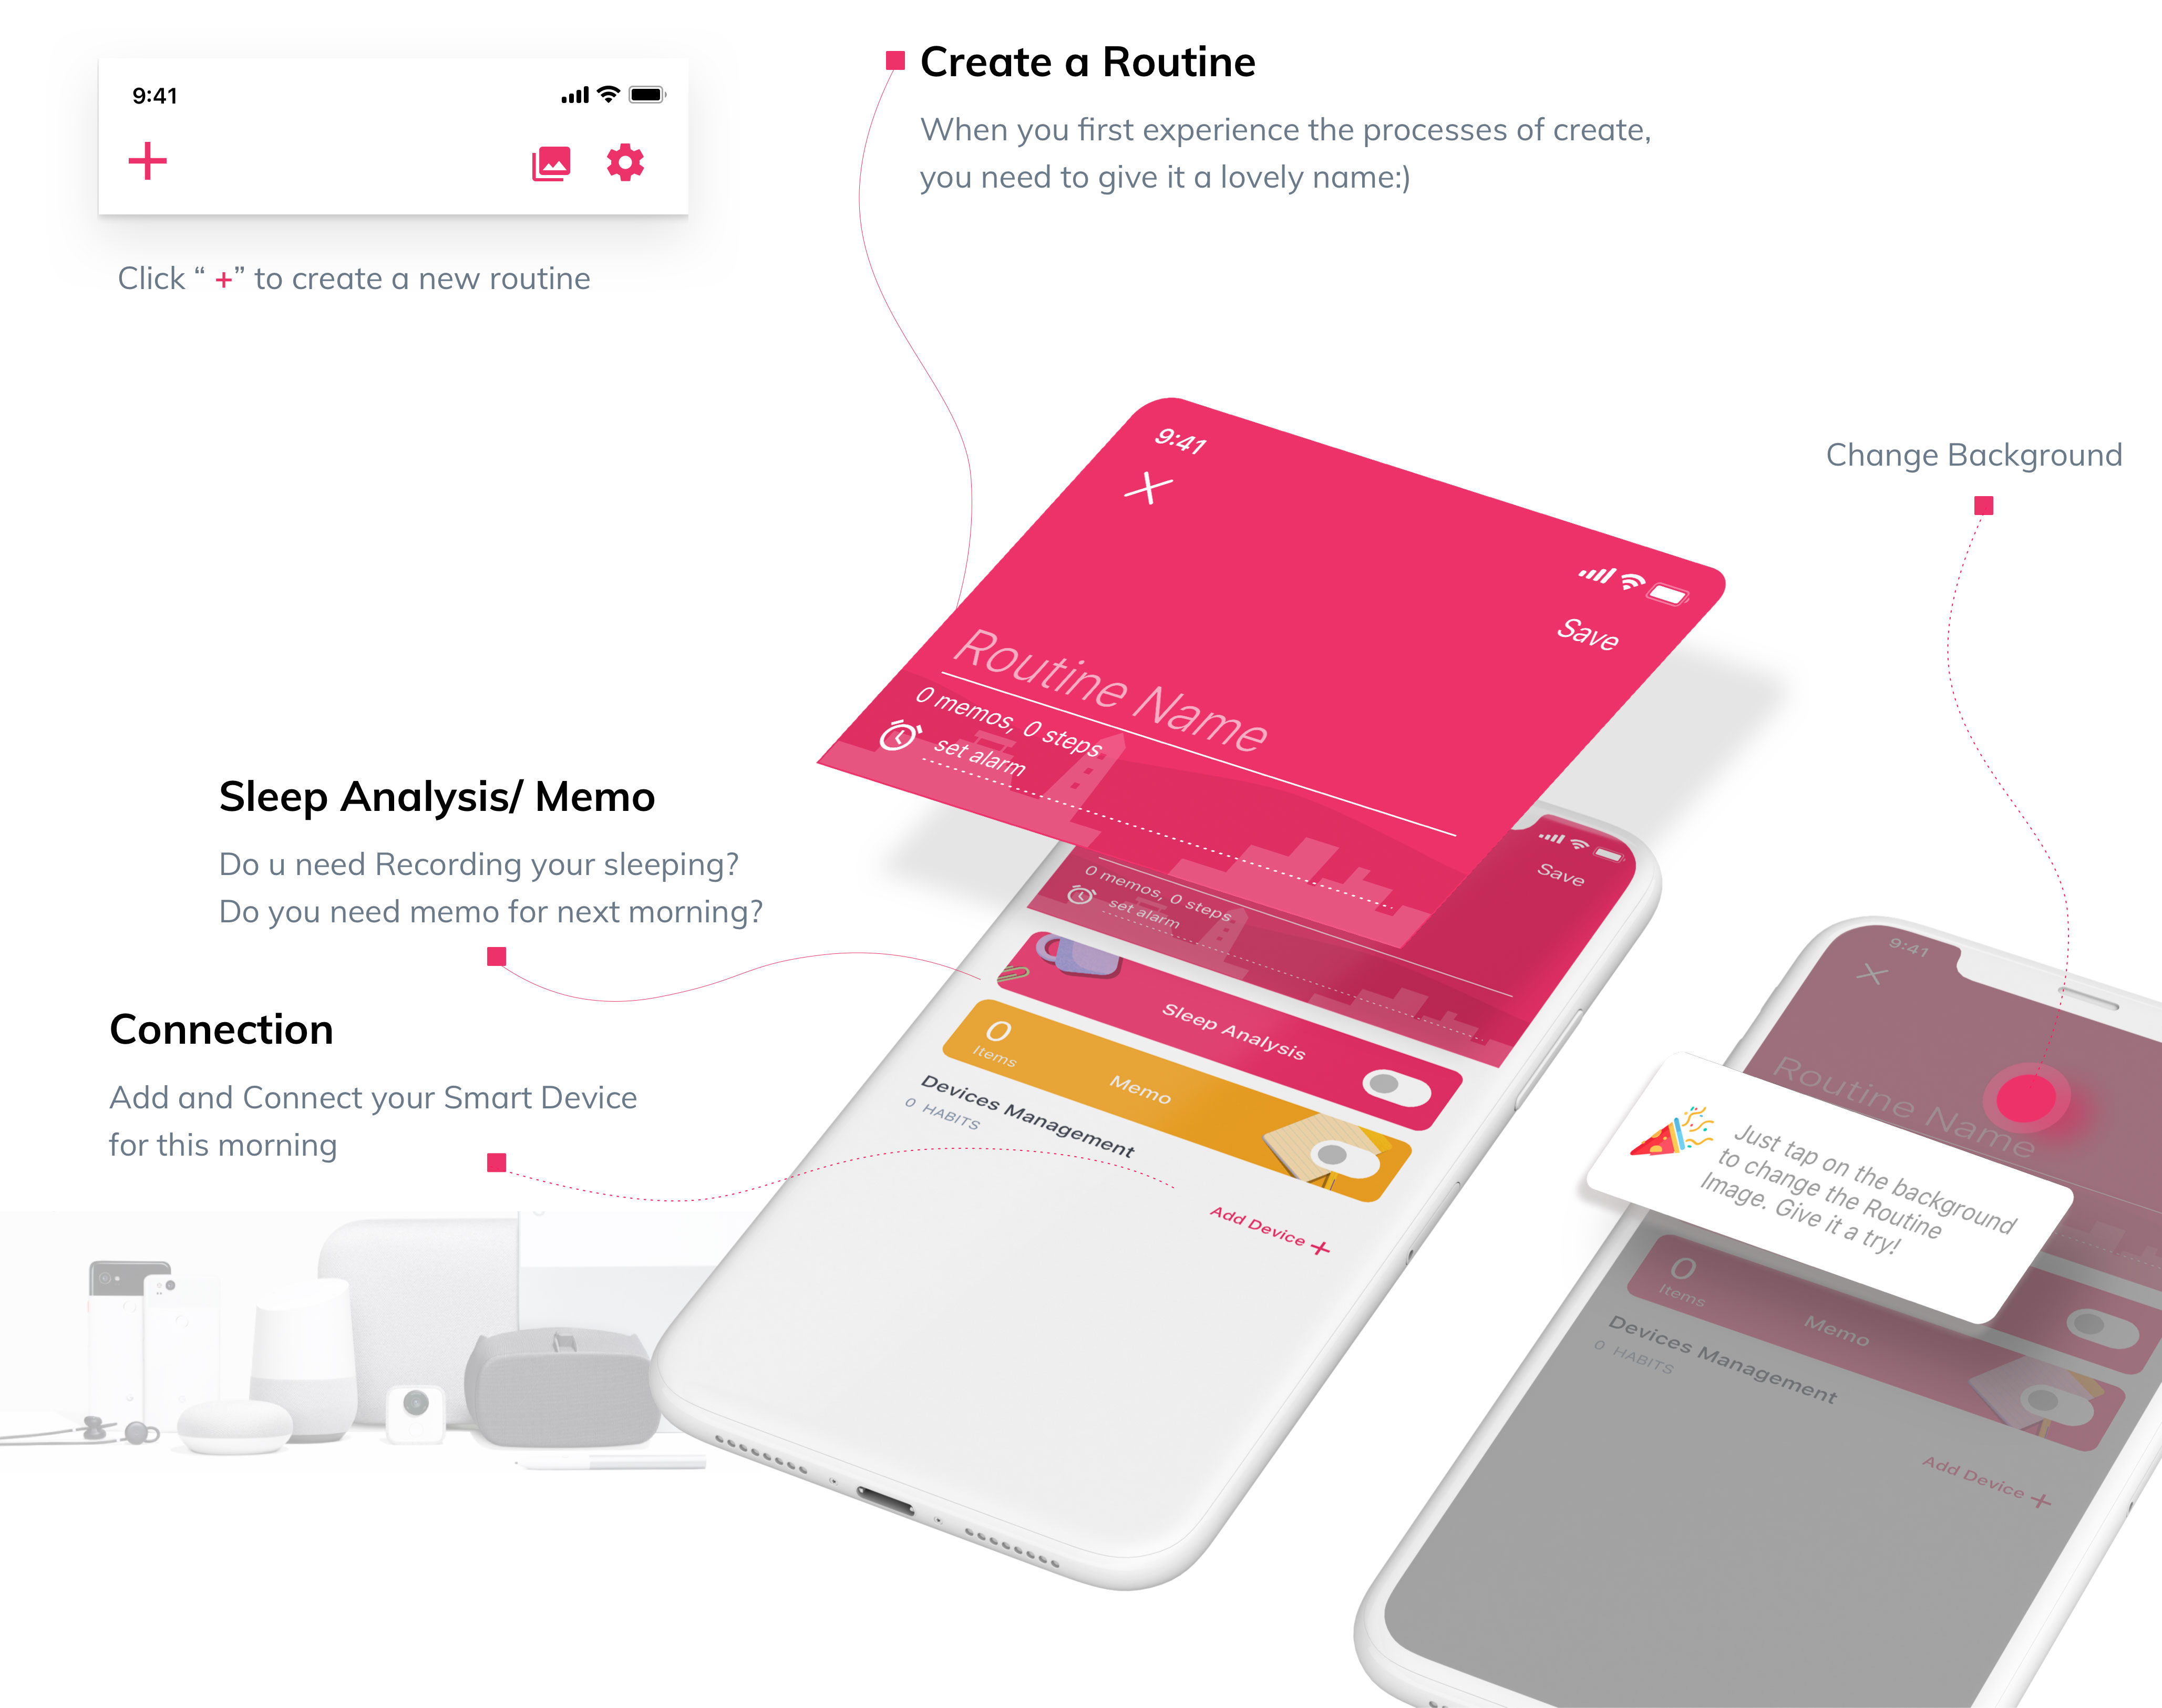 9:41
Click “ +” to create a new routine
Create a Routine
When you first experience the processes of create,
you need to give it a lovely name:)
Change Background
9:41
Save
Routine Name
0 memos, 0 steps
set alarm
Sleep Analysis/ Memo
Do u need Recording your sleeping?
Do you need memo for next morning?
Connection
Add and Connect your Smart Device
for this morning
Save
0 memos, 0 steps
set alarm
Sleep Analysis
0
Items
Memo
Devices Management
0 HABITS
Add Device +
9:41
Routine Name
Just tap on the background
to change the Routine
Image. Give it a try!
0
Items
Memo
Devices Management
0 HABITS
Add Device +